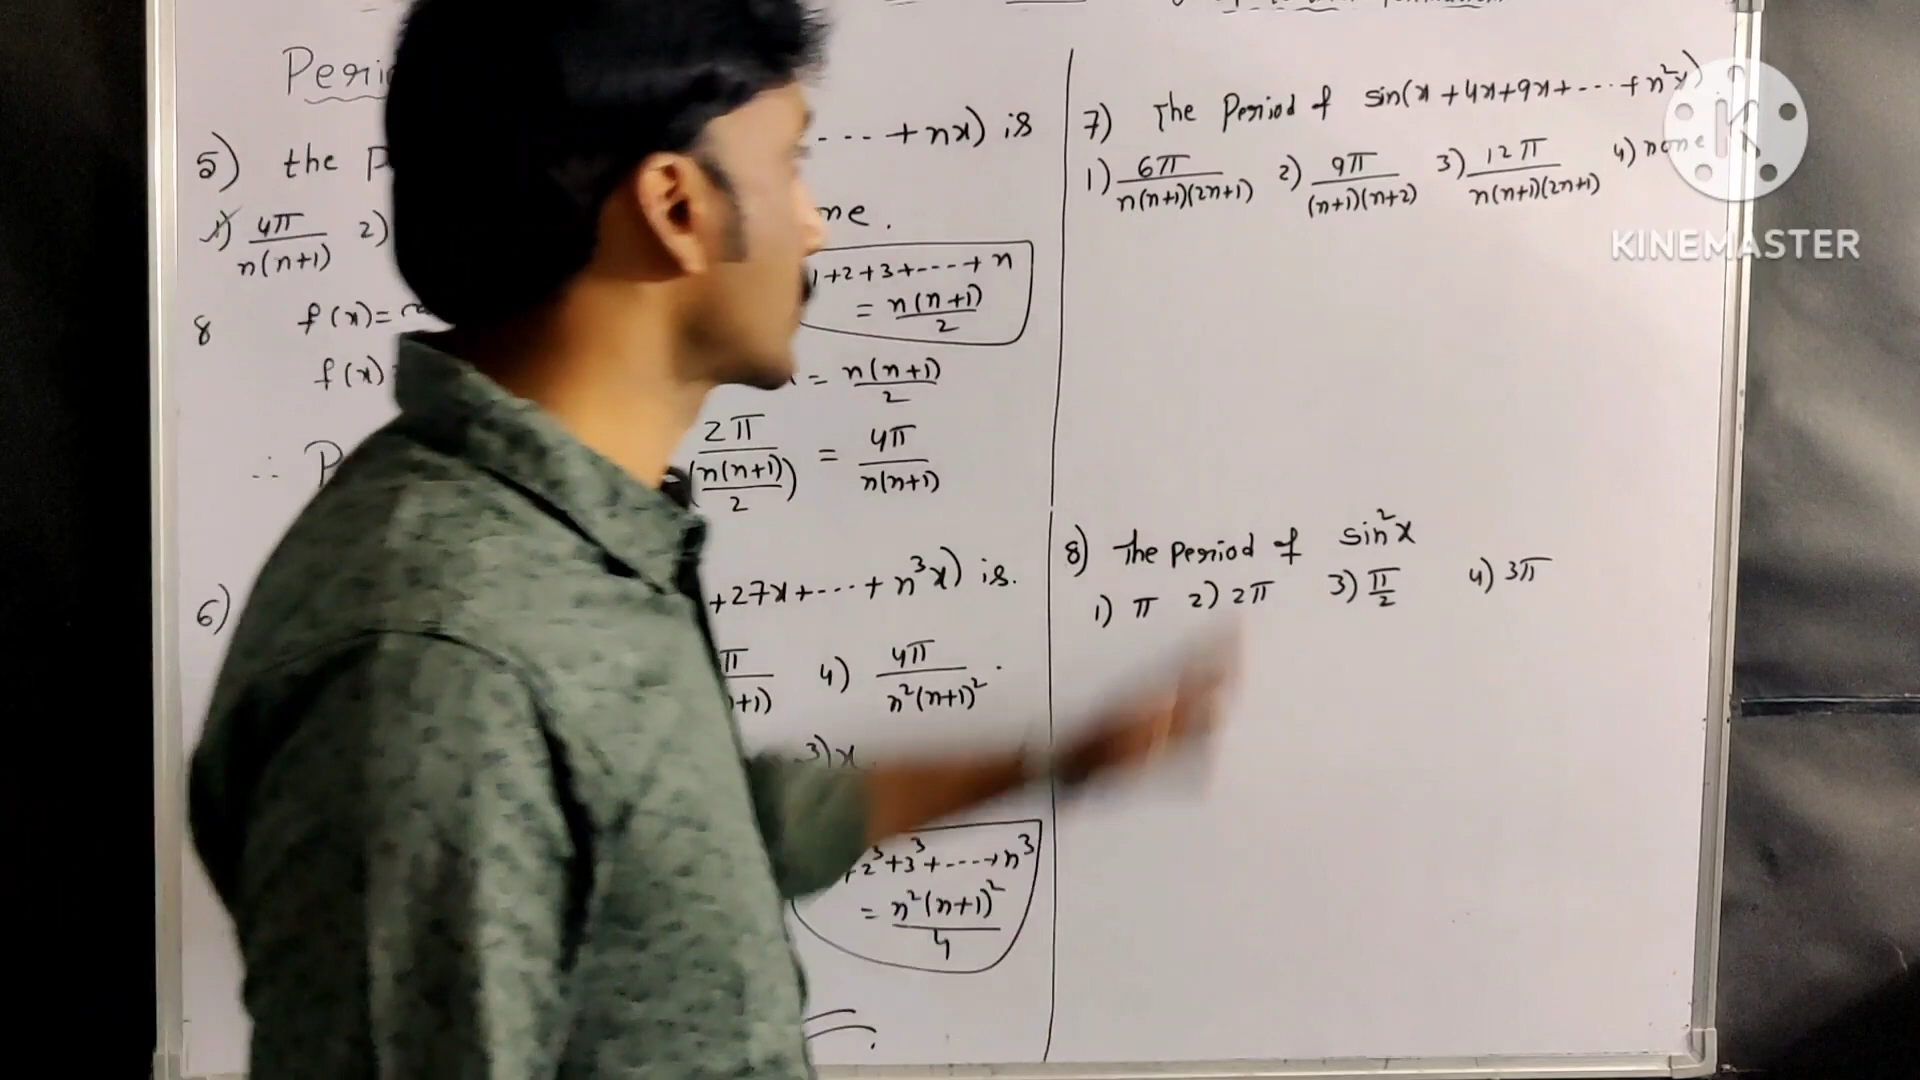 Peri
5) the P ---+nx) is
1) 4π/n(n+1) 2) ne.
1+2+3+----+n
= n(n+1)/2
8 f(x)=
f(x) = n(n+1)/2
∴ P 2π/(n(n+1)/2) = 4π/n(n+1)
6) +27x+---+n³x) is.
π/+1) 4) 4π/n²(n+1)².
3)x.
+2³+3³+----+n³
= n²(n+1)²/4
7) The Period of sin(x+4x+9x+---+n²x)
1) 6π/n(n+1)(2n+1) 2) 9π/(n+1)(n+2) 3) 12π/n(n+1)(2n+1) 4) none
8) The period of sin²x
1) π 2) 2π 3) π/2 4) 3π
KINEMASTER